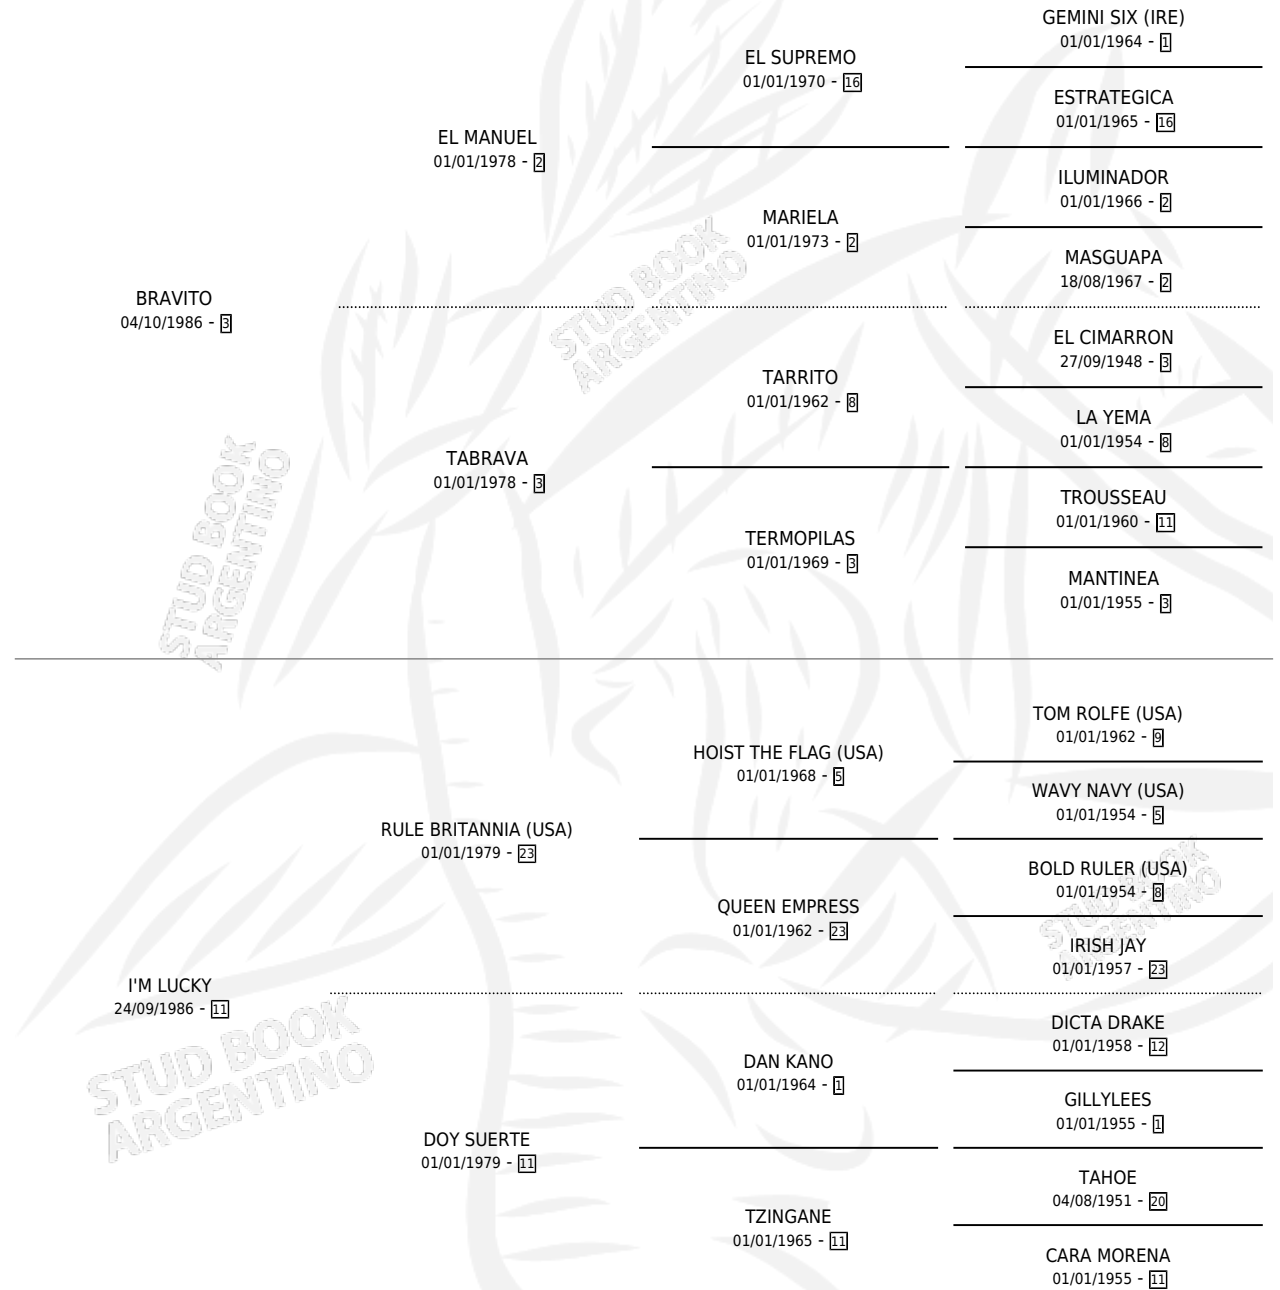 GEMINI SIX (IRE)
01/01/1964 - 1
EL SUPREMO
01/01/1970 - 16
ESTRATEGICA
01/01/1965 - 16
EL MANUEL
01/01/1978 - 2
ILUMINADOR
01/01/1966 - 2
MARIELA
01/01/1973 - 2
MASGUAPA
18/08/1967 - 2
BRAVITO
04/10/1986 - 3
EL CIMARRON
27/09/1948 - 3
TARRITO
01/01/1962 - 8
LA YEMA
01/01/1954 - 8
TABRAVA
01/01/1978 - 3
TROUSSEAU
01/01/1960 - 11
TERMOPILAS
01/01/1969 - 3
MANTINEA
01/01/1955 - 3
TOM ROLFE (USA)
01/01/1962 - 9
HOIST THE FLAG (USA)
01/01/1968 - 5
WAVY NAVY (USA)
01/01/1954 - 5
RULE BRITANNIA (USA)
01/01/1979 - 23
BOLD RULER (USA)
01/01/1954 - 8
QUEEN EMPRESS
01/01/1962 - 23
IRISH JAY
01/01/1957 - 23
I'M LUCKY
24/09/1986 - 11
DICTA DRAKE
01/01/1958 - 12
DAN KANO
01/01/1964 - 1
GILLYLEES
01/01/1955 - 1
DOY SUERTE
01/01/1979 - 11
TAHOE
04/08/1951 - 20
TZINGANE
01/01/1965 - 11
CARA MORENA
01/01/1955 - 11
STUD BOOK
ARGENTINO
STUD BOOK
ARGENTINO
STUD BOOK
ARGENTINO
STUD BOOK
ARGENTINO